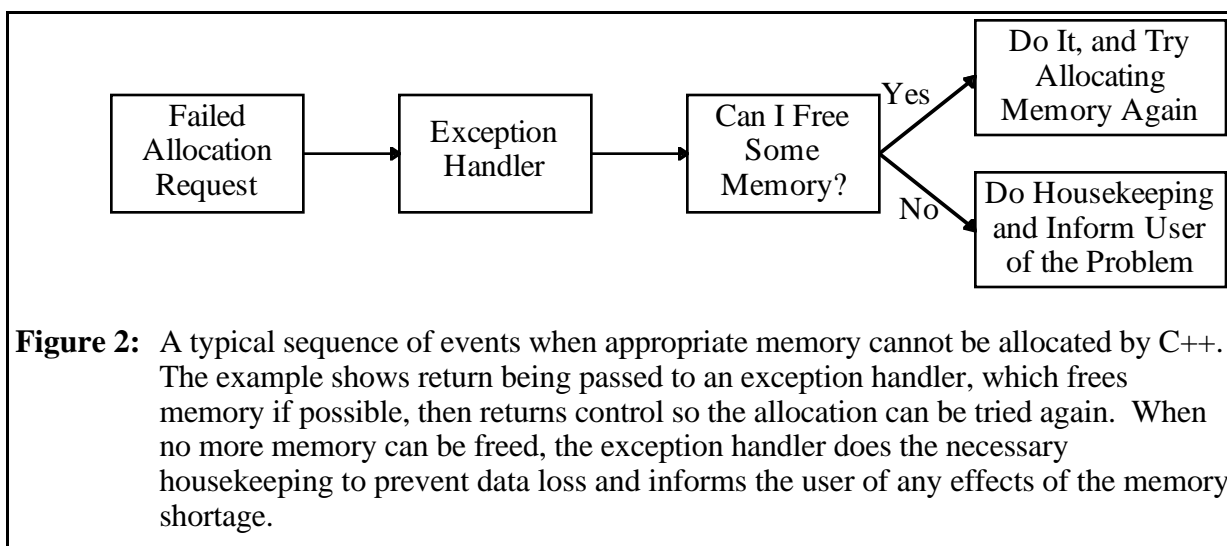 Failed
Allocation
Request
Exception
Handler
Can I Free
Some
Memory?
Yes
Do It, and Try
Allocating
Memory Again
No
Do Housekeeping
and Inform User
of the Problem
Figure 2: A typical sequence of events when appropriate memory cannot be allocated by C++.
The example shows return being passed to an exception handler, which frees
memory if possible, then returns control so the allocation can be tried again. When
no more memory can be freed, the exception handler does the necessary
housekeeping to prevent data loss and informs the user of any effects of the memory
shortage.